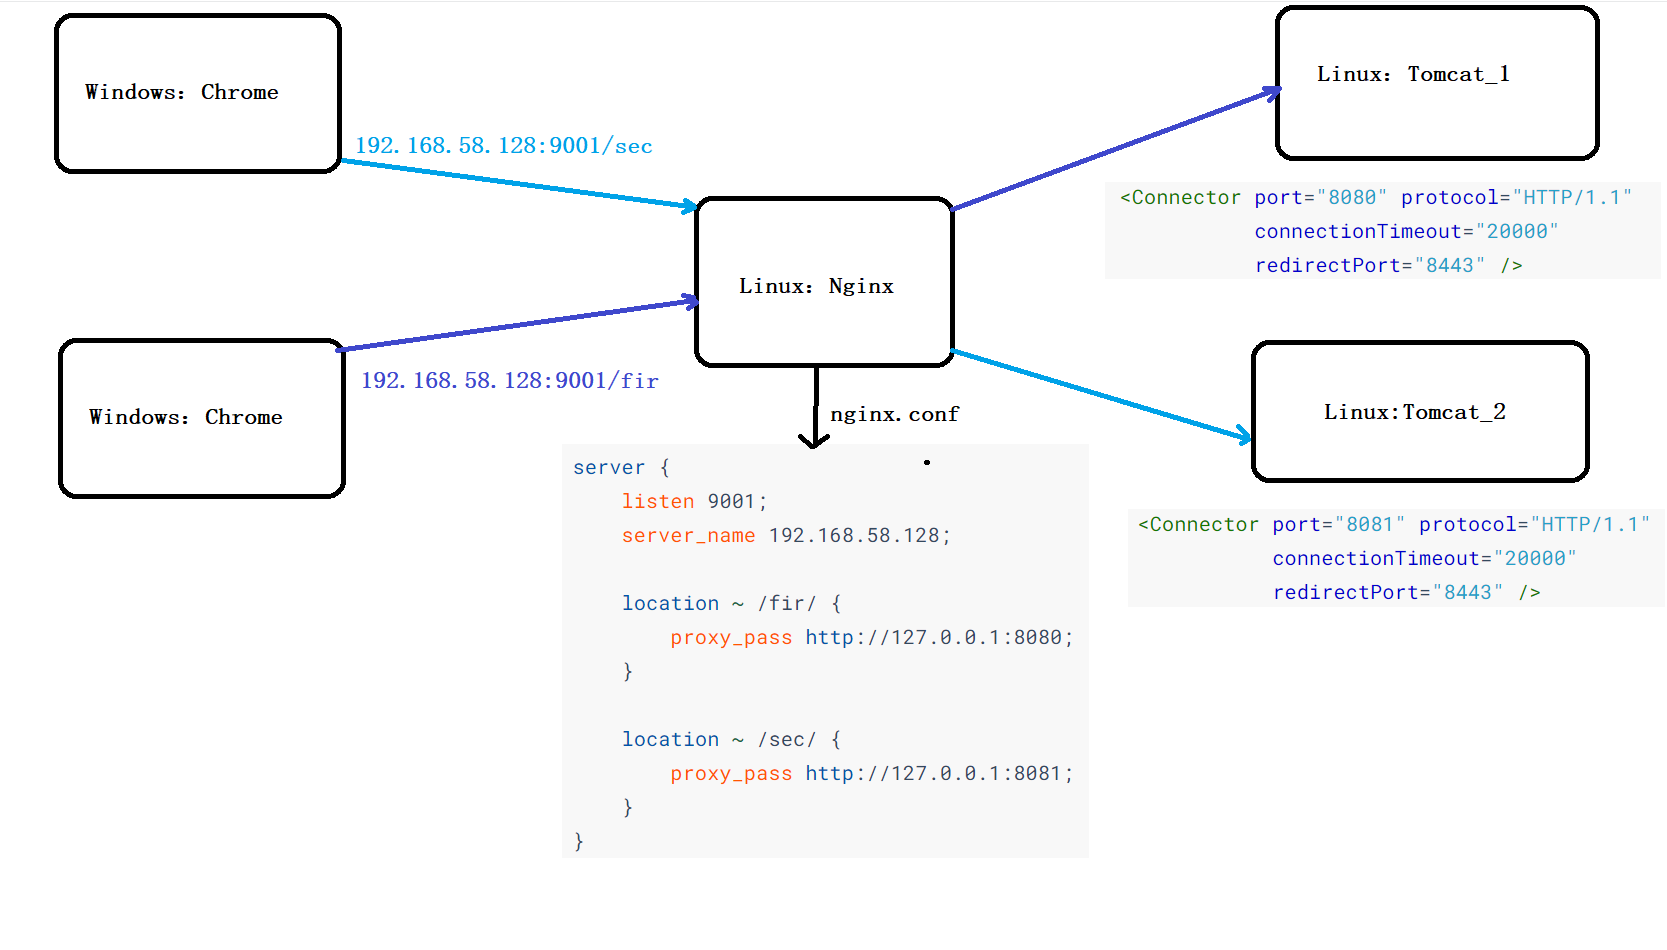 Windows: Chrome
192.168.58.128:9001/sec
Windows: Chrome
192.168.58.128:9001/fir
Linux: Nginx
nginx.conf
server {
    listen 9001;
    server_name 192.168.58.128;
    location ~ /fir/ {
        proxy_pass http://127.0.0.1:8080;
    }
    location ~ /sec/ {
        proxy_pass http://127.0.0.1:8081;
    }
}
Linux: Tomcat_1
<Connector port="8080" protocol="HTTP/1.1"
           connectionTimeout="20000"
           redirectPort="8443" />
Linux:Tomcat_2
<Connector port="8081" protocol="HTTP/1.1"
           connectionTimeout="20000"
           redirectPort="8443" />